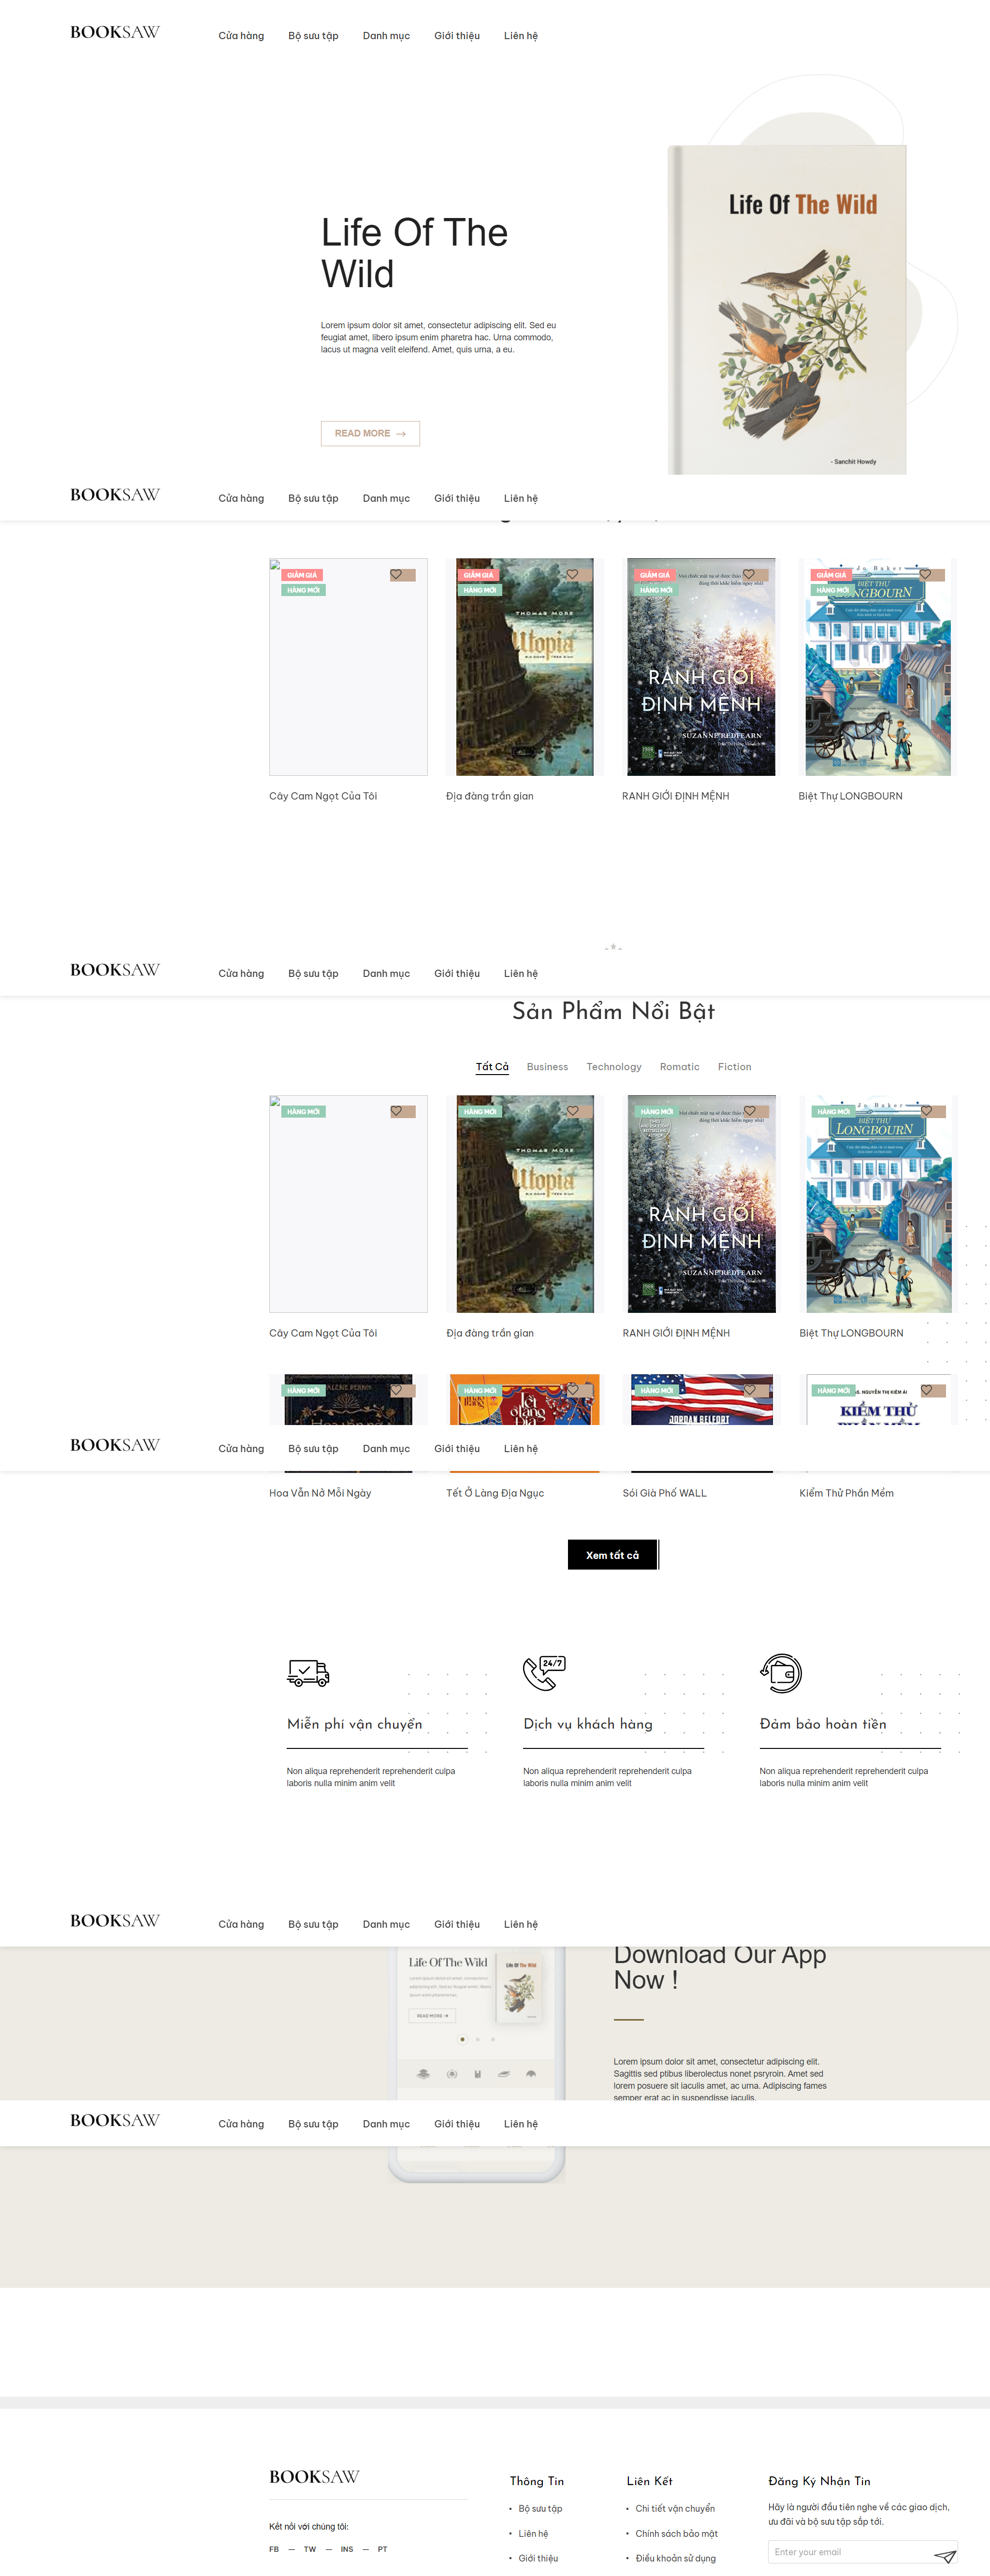 BOOKSAW
Cửa hàng Bộ sưu tập Danh mục Giới thiệu Liên hệ
Life Of The Wild
Life Of The
Wild
Lorem ipsum dolor sit amet, consectetur adipiscing elit. Sed eu
feugiat amet, libero ipsum enim pharetra hac. Urna commodo,
lacus ut magna velit eleifend. Amet, quis urna, a eu.
READ MORE
- Sanchit Howdy
BOOKSAW
Cửa hàng Bộ sưu tập Danh mục Giới thiệu Liên hệ
GIẢM GIÁ GIẢM GIÁ GIẢM GIÁ GIẢM GIÁ
HÀNG MỚI HÀNG MỚI HÀNG MỚI HÀNG MỚI
Jo Baker
BIỆT THỰ
LONGBOURN
THOMAS MORE
Utopia
RANH GIỚI
ĐỊNH MỆNH
SUZANNE REDFEARN
Cây Cam Ngọt Của Tôi Địa đàng trần gian RANH GIỚI ĐỊNH MỆNH Biệt Thự LONGBOURN
BOOKSAW
Cửa hàng Bộ sưu tập Danh mục Giới thiệu Liên hệ
Sản Phẩm Nổi Bật
Tất Cả Business Technology Romatic Fiction
HÀNG MỚI HÀNG MỚI HÀNG MỚI HÀNG MỚI
Jo Baker
BIỆT THỰ
LONGBOURN
THOMAS MORE
Utopia
RANH GIỚI
ĐỊNH MỆNH
SUZANNE REDFEARN
Cây Cam Ngọt Của Tôi Địa đàng trần gian RANH GIỚI ĐỊNH MỆNH Biệt Thự LONGBOURN
HÀNG MỚI HÀNG MỚI HÀNG MỚI HÀNG MỚI
NGUYỄN THỊ KIỂM ÁI
JORDAN BELFORT
KIỂM THỬ
BOOKSAW
Cửa hàng Bộ sưu tập Danh mục Giới thiệu Liên hệ
Hoa Vẫn Nở Mỗi Ngày Tết Ở Làng Địa Ngục Sói Già Phố WALL Kiểm Thử Phần Mềm
Xem tất cả
24/7
Miễn phí vận chuyển Dịch vụ khách hàng Đảm bảo hoàn tiền
Non aliqua reprehenderit reprehenderit culpa Non aliqua reprehenderit reprehenderit culpa Non aliqua reprehenderit reprehenderit culpa
laboris nulla minim anim velit laboris nulla minim anim velit laboris nulla minim anim velit
BOOKSAW
Cửa hàng Bộ sưu tập Danh mục Giới thiệu Liên hệ
Life Of The Wild
Life Of The Wild
READ MORE
Download Our App
Now !
Lorem ipsum dolor sit amet, consectetur adipiscing elit.
Sagittis sed ptibus liberolectus nonet psryroin. Amet sed
lorem posuere sit iaculis amet, ac urna. Adipiscing fames
semper erat ac in suspendisse iaculis.
BOOKSAW
Cửa hàng Bộ sưu tập Danh mục Giới thiệu Liên hệ
BOOKSAW
Kết nối với chúng tôi:
FB — TW — INS — PT
Thông Tin
• Bộ sưu tập
• Liên hệ
• Giới thiệu
Liên Kết
• Chi tiết vận chuyển
• Chính sách bảo mật
• Điều khoản sử dụng
Đăng Ký Nhận Tin
Hãy là người đầu tiên nghe về các giao dịch,
ưu đãi và bộ sưu tập sắp tới.
Enter your email